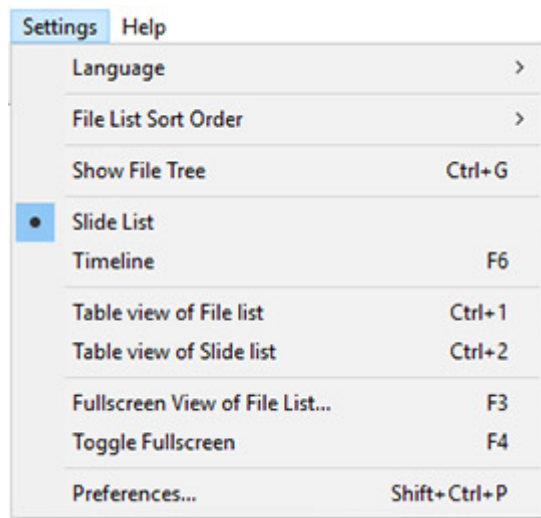 Settings Help
Language >
File List Sort Order >
Show File Tree Ctrl+G
Slide List
Timeline F6
Table view of File list Ctrl+1
Table view of Slide list Ctrl+2
Fullscreen View of File List... F3
Toggle Fullscreen F4
Preferences... Shift+Ctrl+P